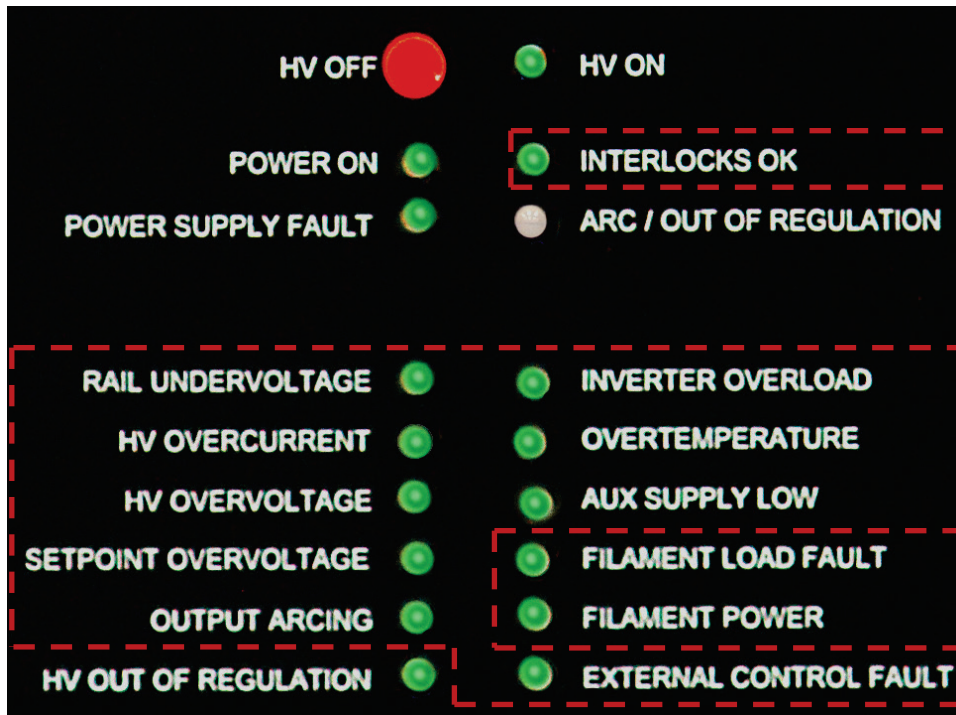 HV OFF HV ON
POWER ON INTERLOCKS OK
POWER SUPPLY FAULT ARC / OUT OF REGULATION
RAIL UNDERVOLTAGE INVERTER OVERLOAD
HV OVERCURRENT OVERTEMPERATURE
HV OVERVOLTAGE AUX SUPPLY LOW
SETPOINT OVERVOLTAGE FILAMENT LOAD FAULT
OUTPUT ARCING FILAMENT POWER
HV OUT OF REGULATION EXTERNAL CONTROL FAULT